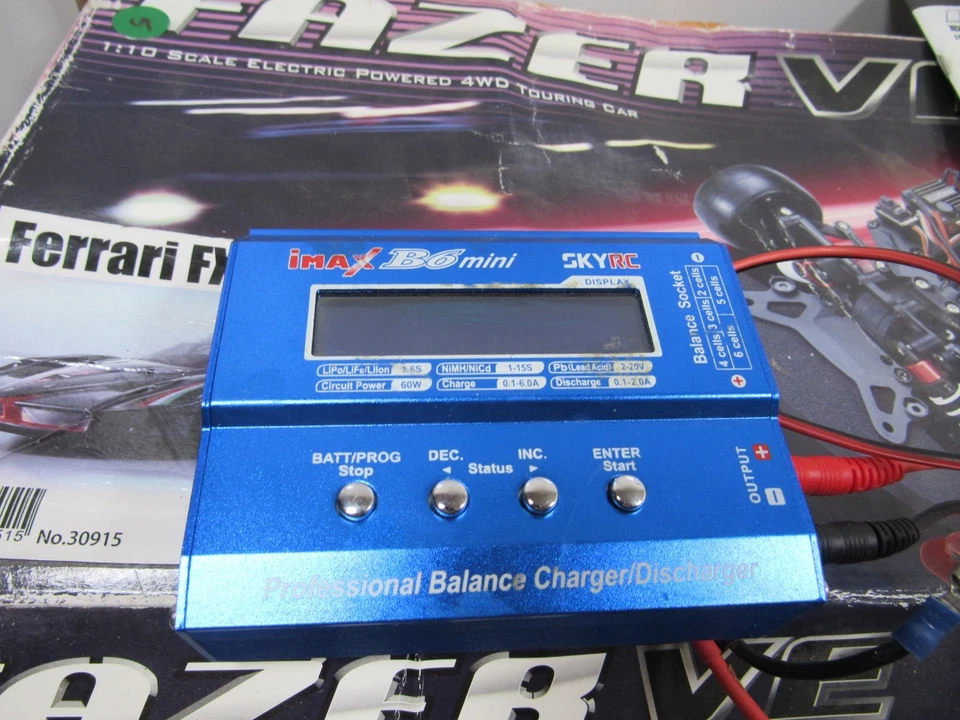 5
FAZER VE
1:10 SCALE ELECTRIC POWERED 4WD TOURING CAR
Ferrari FX
No.30915
iMAX B6 mini SKYRC
DISPLAY
LiPo/LiFe/LiIon 1-6S NiMH/NiCd 1-15S Pb(Lead Acid) 2-20V
Circuit Power 60W Charge 0.1-6.0A Discharge 0.1-2.0A
Balance Socket
2 cells
3 cells
4 cells
5 cells
6 cells
BATT/PROG DEC. INC. ENTER
Stop Status Start
OUTPUT
Professional Balance Charger/Discharger
FAZER VE